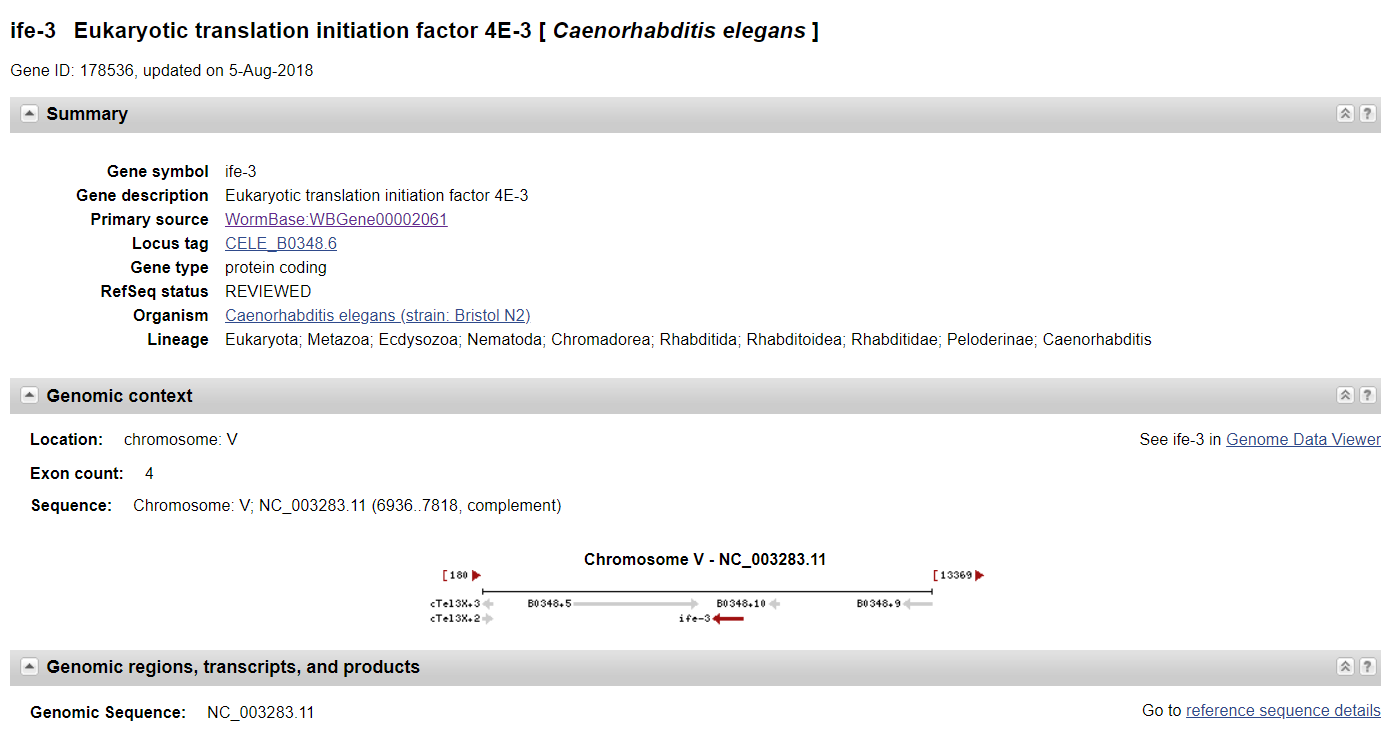 ife-3 Eukaryotic translation initiation factor 4E-3 [ Caenorhabditis elegans ]
Gene ID: 178536, updated on 5-Aug-2018
Summary
Gene symbol ife-3
Gene description Eukaryotic translation initiation factor 4E-3
Primary source WormBase:WBGene00002061
Locus tag CELE_B0348.6
Gene type protein coding
RefSeq status REVIEWED
Organism Caenorhabditis elegans (strain: Bristol N2)
Lineage Eukaryota; Metazoa; Ecdysozoa; Nematoda; Chromadorea; Rhabditida; Rhabditoidea; Rhabditidae; Peloderinae; Caenorhabditis
Genomic context
Location: chromosome: V
See ife-3 in Genome Data Viewer
Exon count: 4
Sequence: Chromosome: V; NC_003283.11 (6936..7818, complement)
Chromosome V - NC_003283.11
[ 180
[ 13369
cTel3X.3 B0348.5 B0348.10 B0348.9
cTel3X.2 ife-3
Genomic regions, transcripts, and products
Genomic Sequence: NC_003283.11
Go to reference sequence details